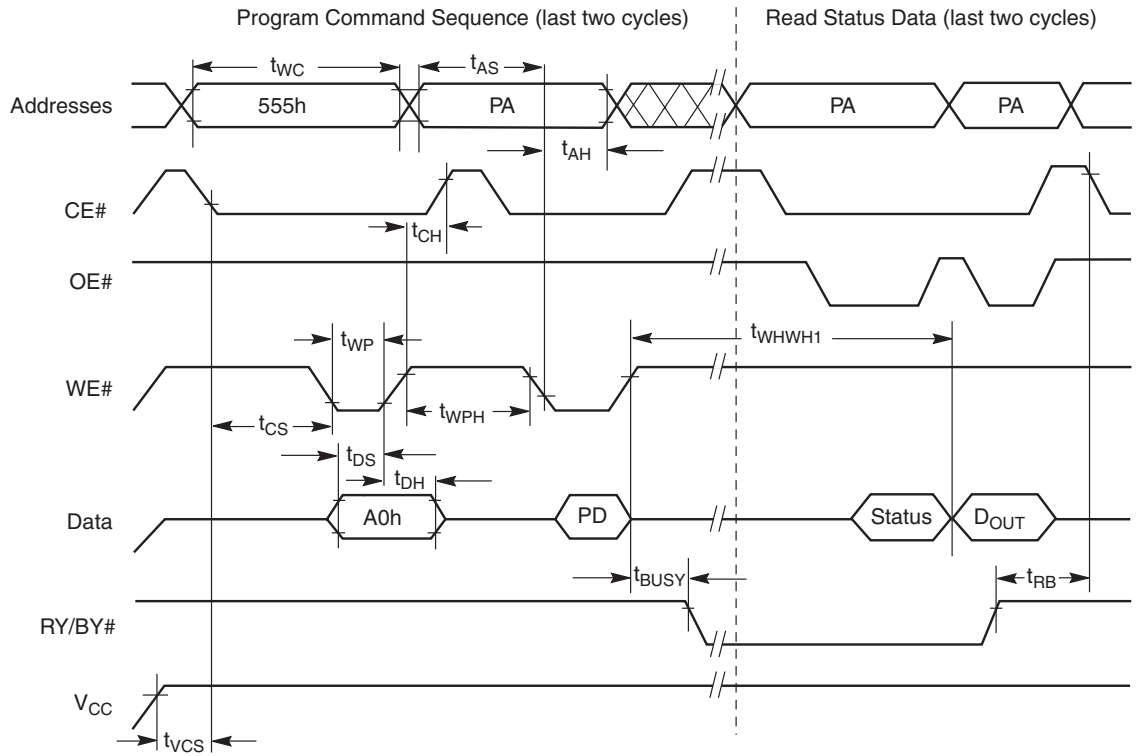 Program Command Sequence (last two cycles)
Read Status Data (last two cycles)
tWC
tAS
Addresses
555h
PA
PA
PA
tAH
CE#
tCH
OE#
tWHWH1
tWP
WE#
tWPH
tCS
tDS
tDH
Data
A0h
PD
Status
DOUT
tBUSY
tRB
RY/BY#
VCC
tVCS